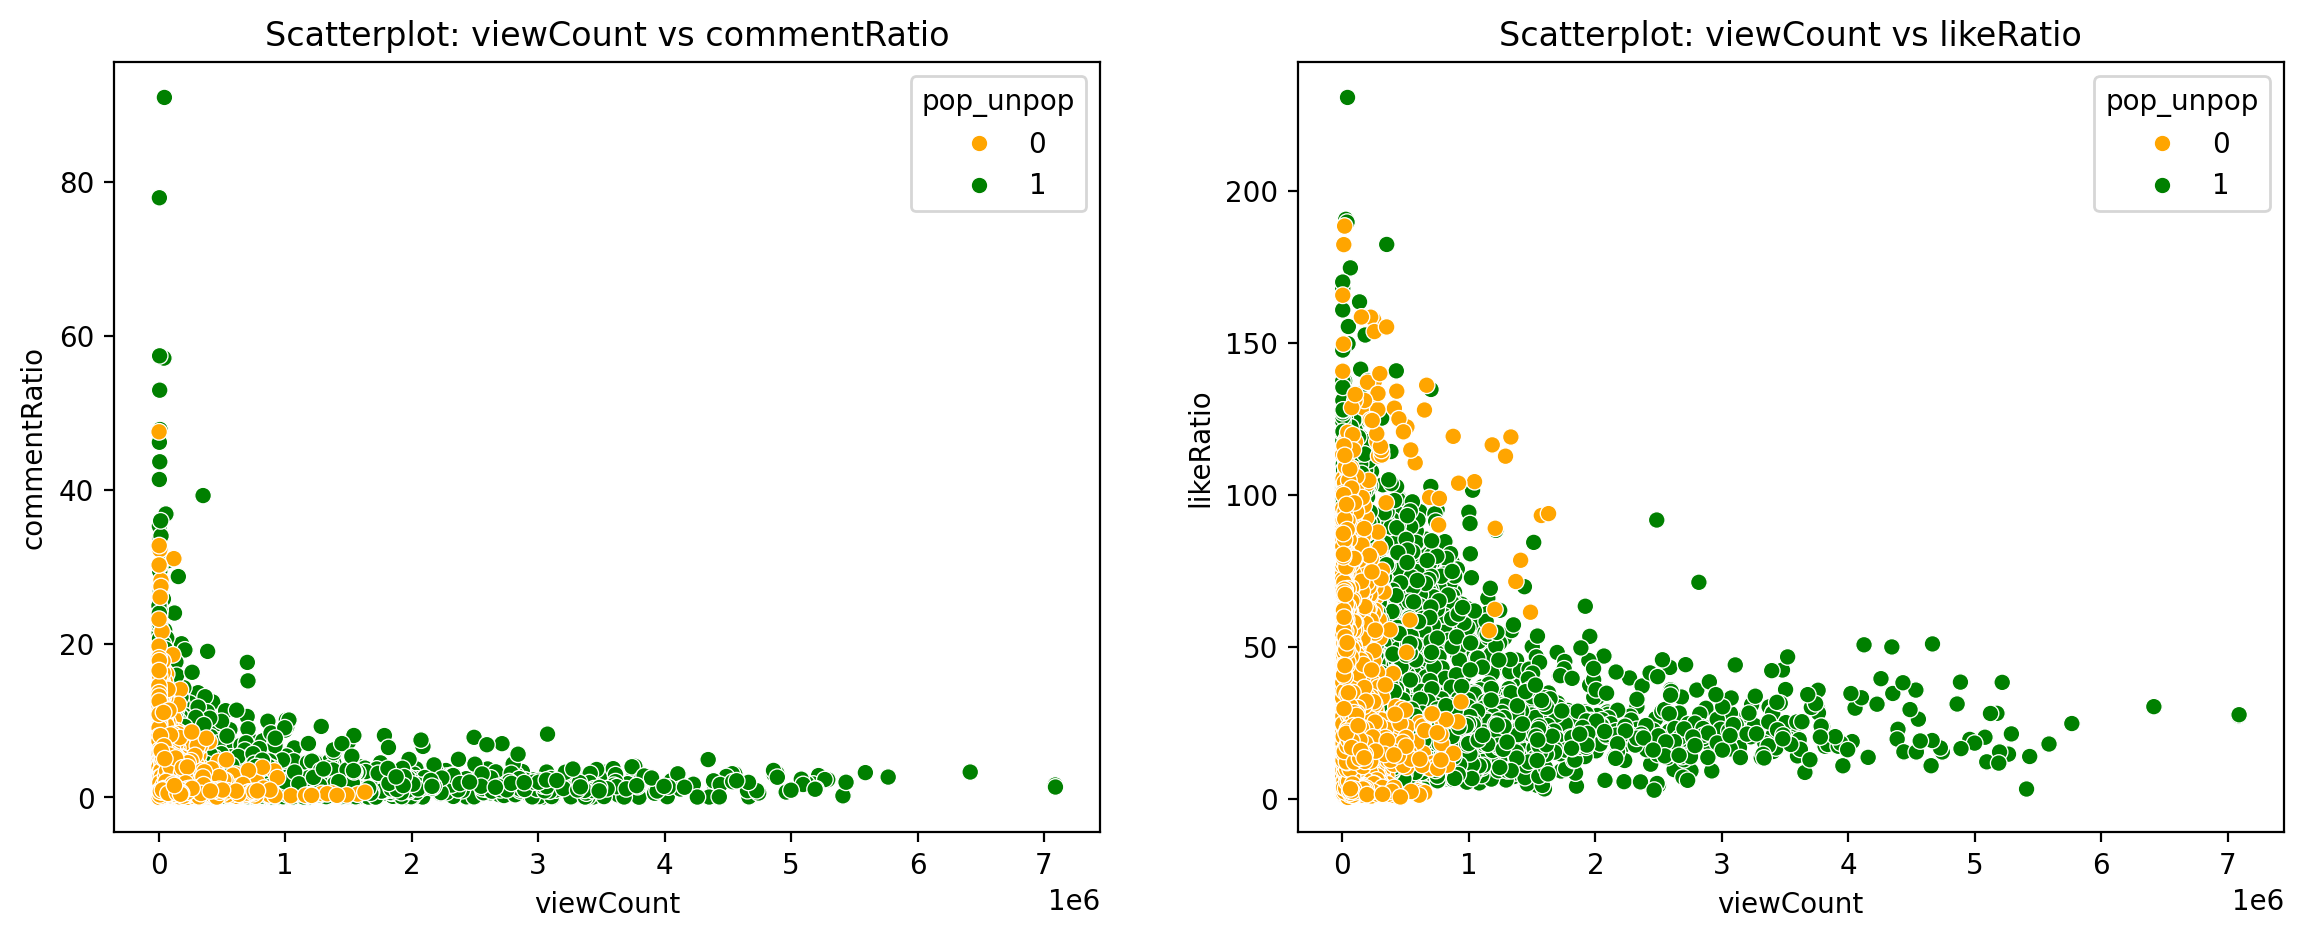 Scatterplot: viewCount vs commentRatio
pop_unpop
0
1
80
60
40
20
0
commentRatio
0 1 2 3 4 5 6 7
1e6
viewCount
Scatterplot: viewCount vs likeRatio
pop_unpop
0
1
200
150
100
50
0
likeRatio
0 1 2 3 4 5 6 7
1e6
viewCount